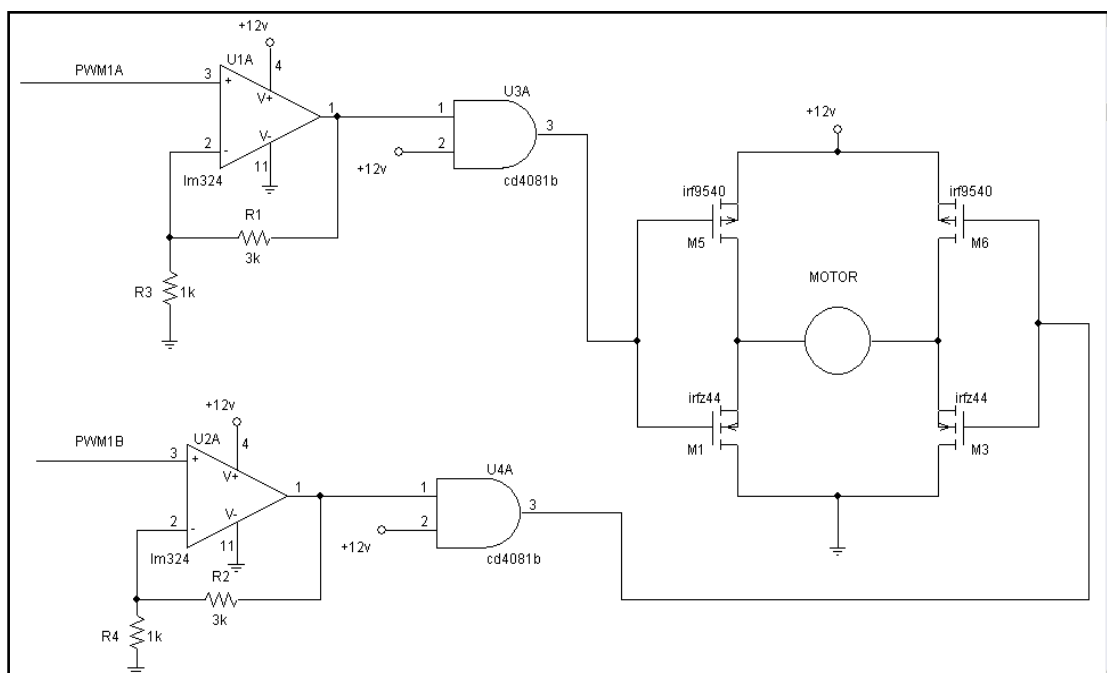 +12v
U1A
4
PWM1A
3
+
V+
1
2
-
V-
11
lm324
R1
3k
R3
1k
U3A
1
2
3
+12v
cd4081b
+12v
irf9540
irf9540
M5
M6
MOTOR
irfz44
irfz44
M1
M3
+12v
U2A
4
PWM1B
3
+
V+
1
2
-
V-
11
lm324
R2
3k
R4
1k
U4A
1
2
3
+12v
cd4081b